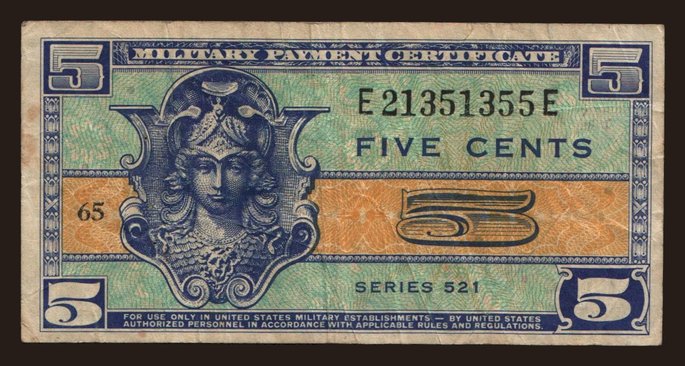 5 MILITARY PAYMENT CERTIFICATE 5
E21351355E
FIVE CENTS
65 5
SERIES 521
5 5
FOR USE ONLY IN UNITED STATES MILITARY ESTABLISHMENTS — BY UNITED STATES
AUTHORIZED PERSONNEL IN ACCORDANCE WITH APPLICABLE RULES AND REGULATIONS.